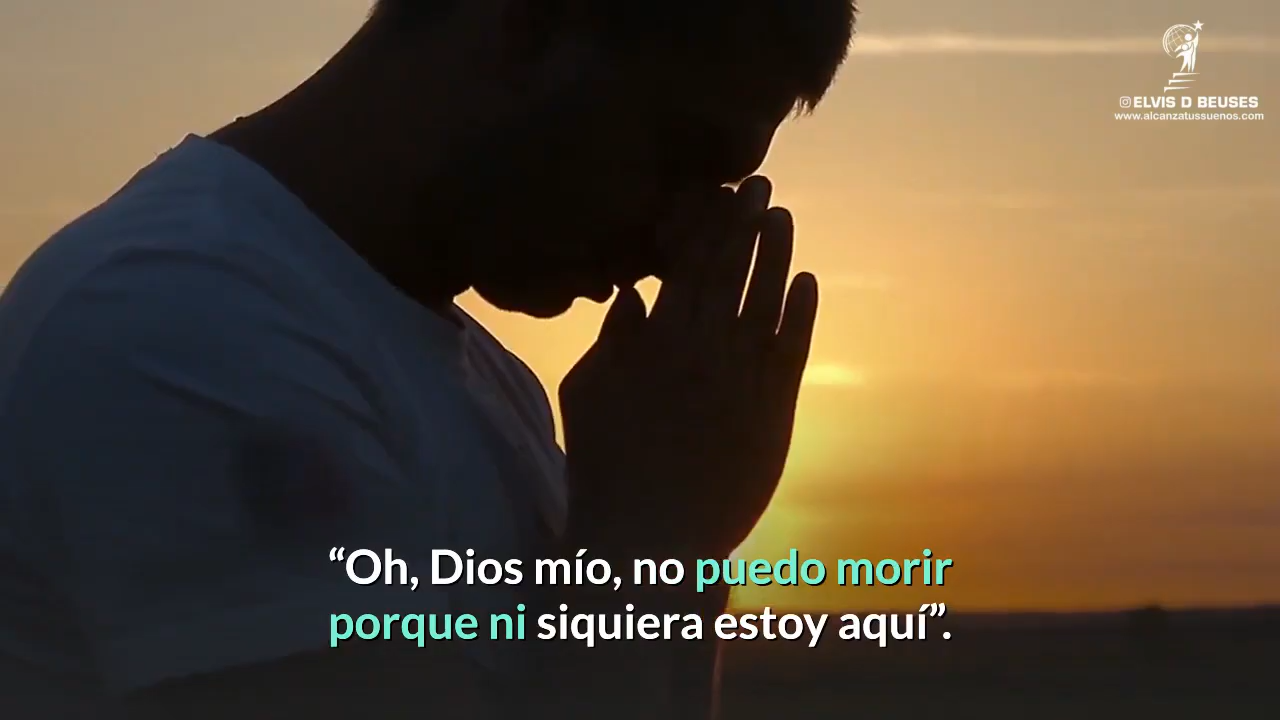 ELVIS D BEUSES
www.alcanzatussuenos.com
“Oh, Dios mío, no puedo morir
porque ni siquiera estoy aquí”.